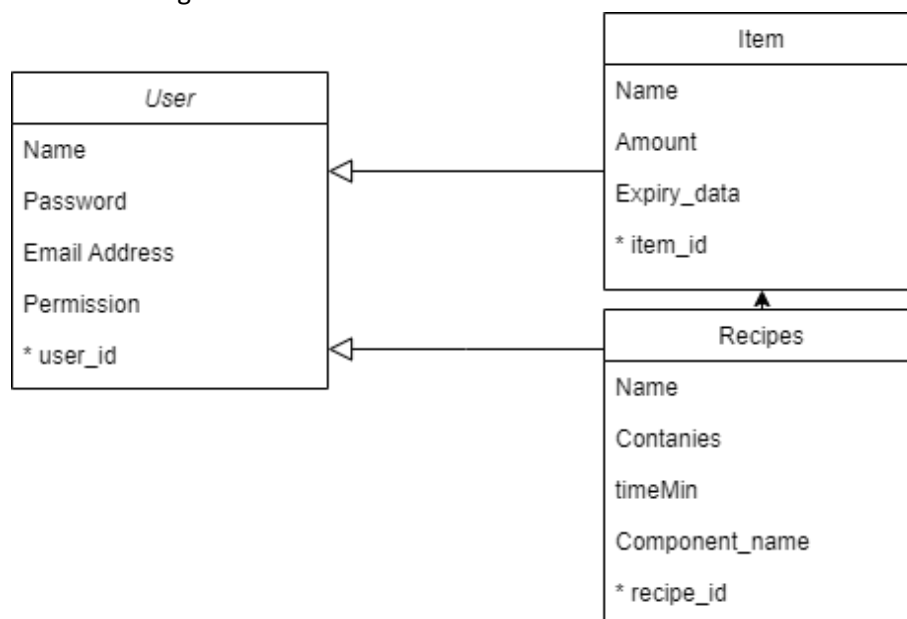 User
Name
Password
Email Address
Permission
* user_id
Item
Name
Amount
Expiry_data
* item_id
Recipes
Name
Contanies
timeMin
Component_name
* recipe_id